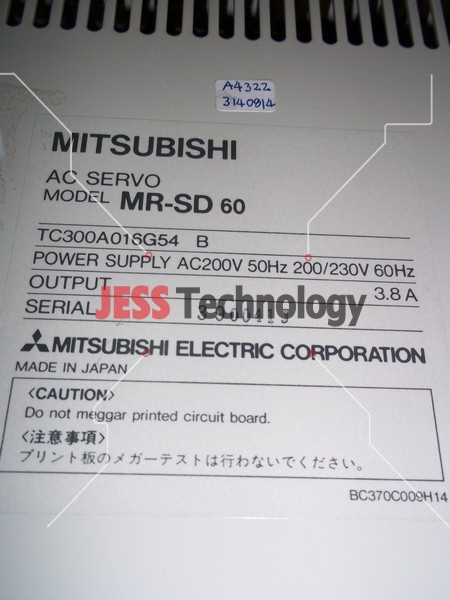 A4322
3140814
MITSUBISHI
AC SERVO
MODEL MR-SD 60
TC300A016G54 B
POWER SUPPLY AC200V 50Hz 200/230V 60Hz
OUTPUT 3.8 A
JESS Technology
SERIAL
MITSUBISHI ELECTRIC CORPORATION
MADE IN JAPAN
<CAUTION>
Do not meggar printed circuit board.
<注意事項>
プリント板のメガーテストは行わないでください。
BC370C009H14